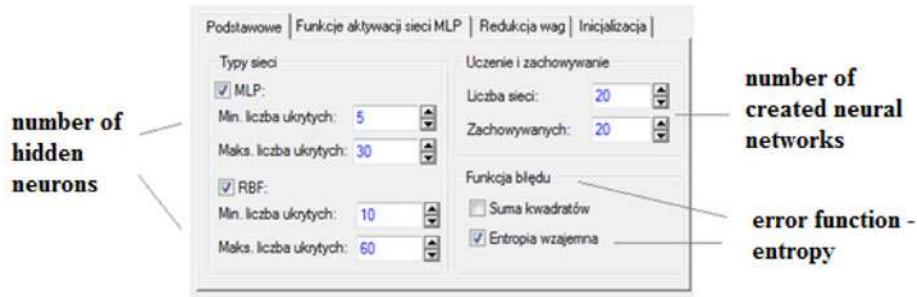 Podstawowe Funkcje aktywacji sieci MLP Redukcja wag Inicjalizacja
Typy sieci
MLP:
Min. liczba ukrytych: 5
Maks. liczba ukrytych: 30
RBF:
Min. liczba ukrytych: 10
Maks. liczba ukrytych: 60
Uczenie i zachowywanie
Liczba sieci: 20
Zachowywanych: 20
Funkcja błędu
Suma kwadratów
Entropia wzajemna
number of
hidden
neurons
number of
created neural
networks
error function -
entropy